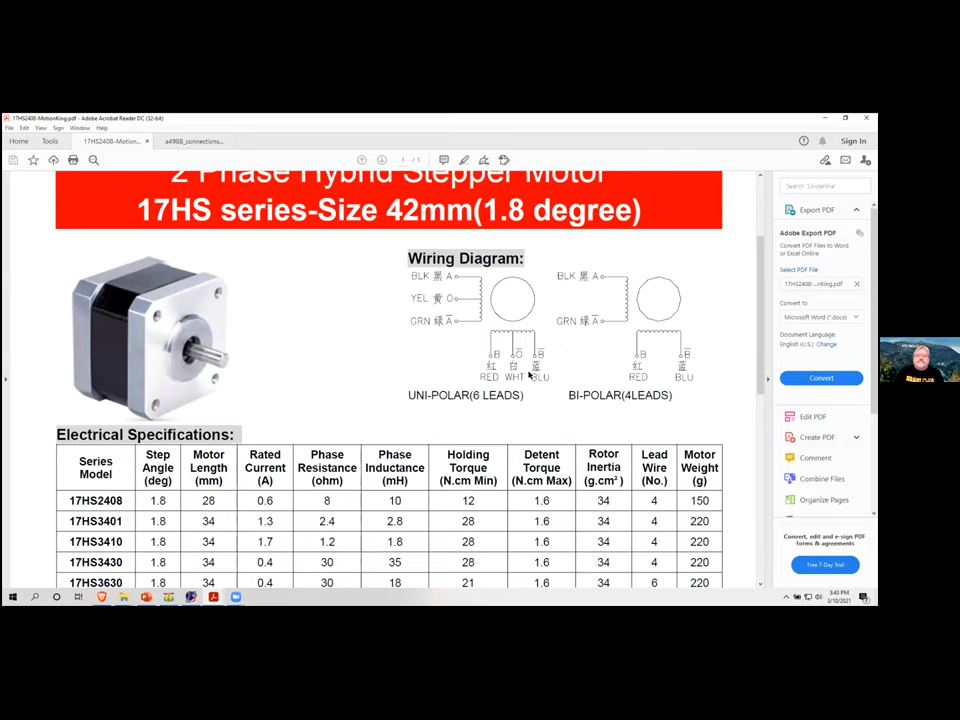 17HS2408-MotionKing.pdf - Adobe Acrobat Reader DC (32-bit)
File Edit View Sign Window Help
Home Tools 17HS2408-Motion... × a4988_connections... Sign In
1 / 1
2 Phase Hybrid Stepper Motor
17HS series-Size 42mm(1.8 degree)
Wiring Diagram:
BLK 黑 A
YEL 黄 O
GRN 绿 A̅
B O̅ B̅
红 白 蓝
RED WHT BLU
UNI-POLAR(6 LEADS)
BLK 黑 A
GRN 绿 A̅
B B̅
红 蓝
RED BLU
BI-POLAR(4LEADS)
Electrical Specifications:
Series Model Step Angle (deg) Motor Length (mm) Rated Current (A) Phase Resistance (ohm) Phase Inductance (mH) Holding Torque (N.cm Min) Detent Torque (N.cm Max) Rotor Inertia (g.cm²) Lead Wire (No.) Motor Weight (g)
17HS2408 1.8 28 0.6 8 10 12 1.6 34 4 150
17HS3401 1.8 34 1.3 2.4 2.8 28 1.6 34 4 220
17HS3410 1.8 34 1.7 1.2 1.8 28 1.6 34 4 220
17HS3430 1.8 34 0.4 30 35 28 1.6 34 4 220
17HS3630 1.8 34 0.4 30 18 21 1.6 34 6 220
Search 'Underline'
Export PDF
Adobe Export PDF
Convert PDF Files to Word
or Excel Online
Select PDF File
17HS2408-...nKing.pdf ×
Convert to
Microsoft Word (*.docx)
Document Language:
English (U.S.) Change
Convert
Edit PDF
Create PDF
Comment
Combine Files
Organize Pages
Convert, edit and e-sign PDF
forms & agreements
Free 7-Day Trial
3:43 PM
3/10/2021